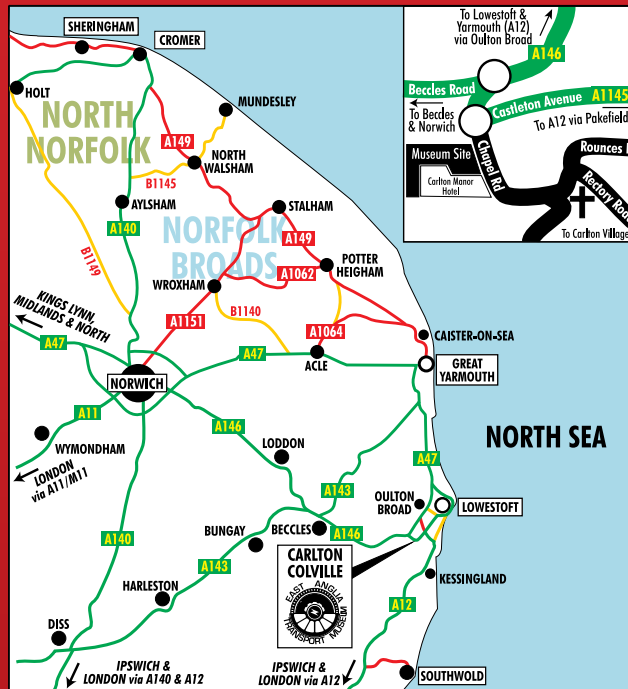 SHERINGHAM
CROMER
HOLT
NORTH
NORFOLK
MUNDESLEY
A149
NORTH
WALSHAM
B1145
AYLSHAM
A140
STALHAM
NORFOLK
BROADS
A149
B1149
A1062
POTTER
HEIGHAM
WROXHAM
KINGS LYNN,
MIDLANDS & NORTH
A1151
B1140
A1064
CAISTER-ON-SEA
A47
A47
ACLE
GREAT
YARMOUTH
NORWICH
A11
A146
WYMONDHAM
LODDON
NORTH SEA
LONDON
via A11/M11
A47
A143
OULTON
BROAD
LOWESTOFT
A140
BUNGAY
BECCLES
A146
A143
CARLTON
COLVILLE
EAST ANGLIA
TRANSPORT MUSEUM
KESSINGLAND
HARLESTON
A12
DISS
IPSWICH &
LONDON via A140 & A12
IPSWICH &
LONDON via A12
SOUTHWOLD
To Lowestoft &
Yarmouth (A12)
via Oulton Broad
A146
Beccles Road
Castleton Avenue A1145
To Beccles
& Norwich
To A12 via Pakefield
Museum Site
Carlton Manor
Hotel
Chapel Rd
Rounces
Rectory Road
To Carlton Village